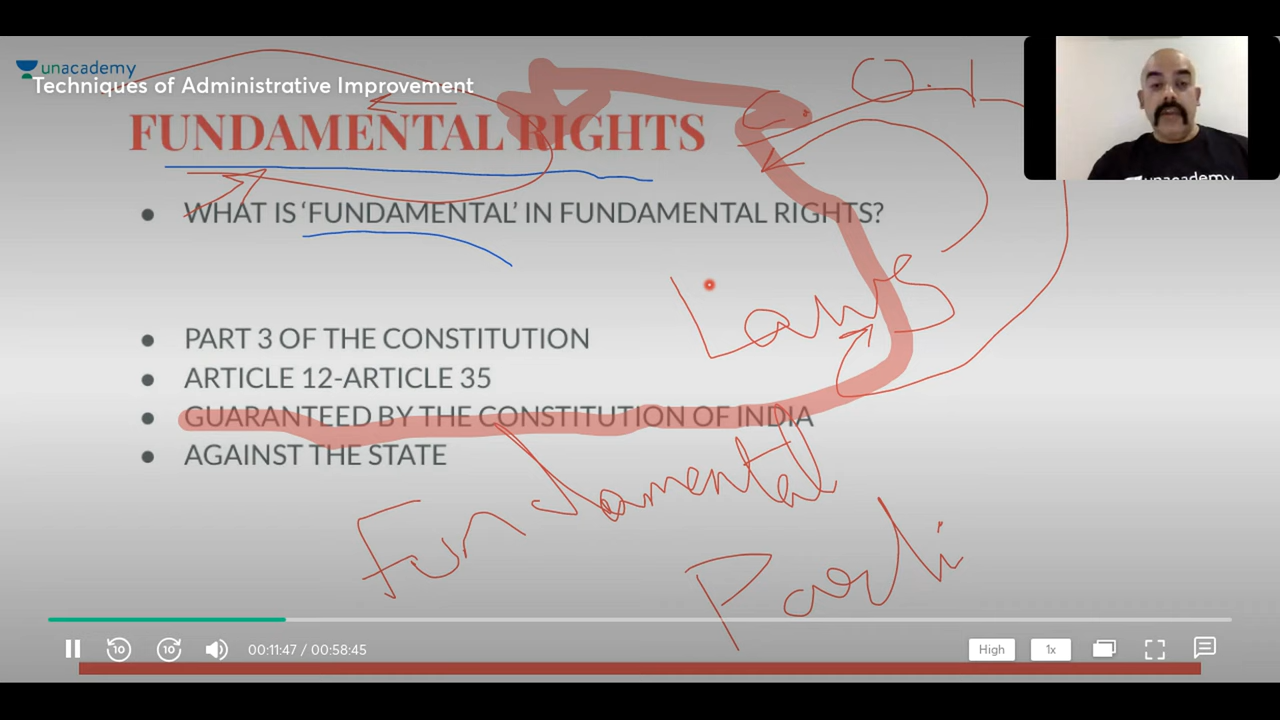 unacademy
Techniques of Administrative Improvement
FUNDAMENTAL RIGHTS
• WHAT IS ‘FUNDAMENTAL’ IN FUNDAMENTAL RIGHTS?
Laws
• PART 3 OF THE CONSTITUTION
• ARTICLE 12-ARTICLE 35
• GUARANTEED BY THE CONSTITUTION OF INDIA
• AGAINST THE STATE
Fundamental
10
10
00:11:47 / 00:58:45
High
1x